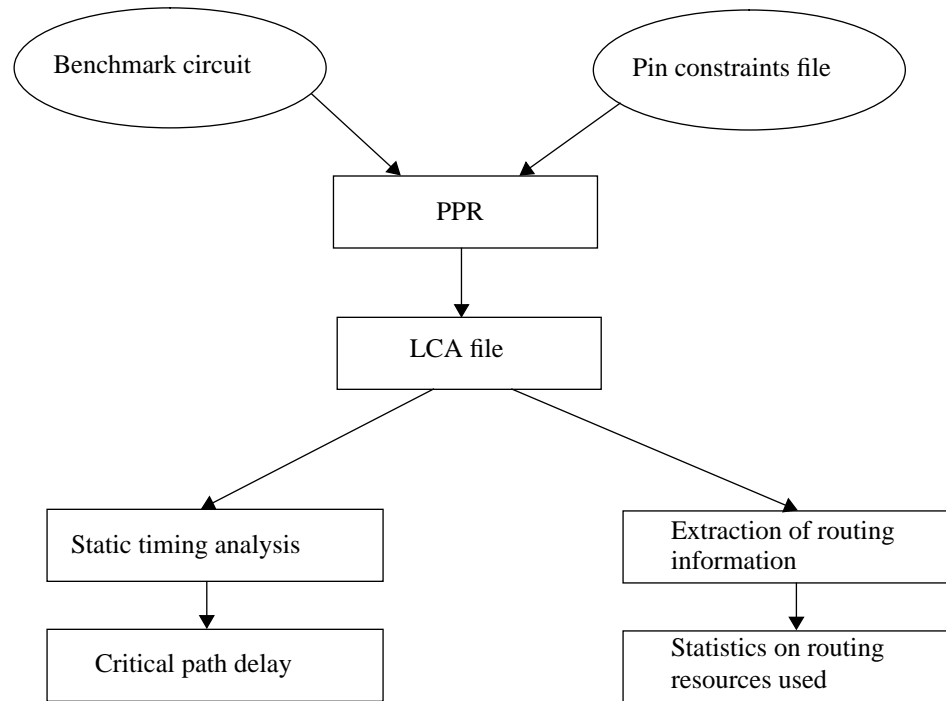 Benchmark circuit
Pin constraints file
PPR
LCA file
Static timing analysis
Extraction of routing
information
Critical path delay
Statistics on routing
resources used